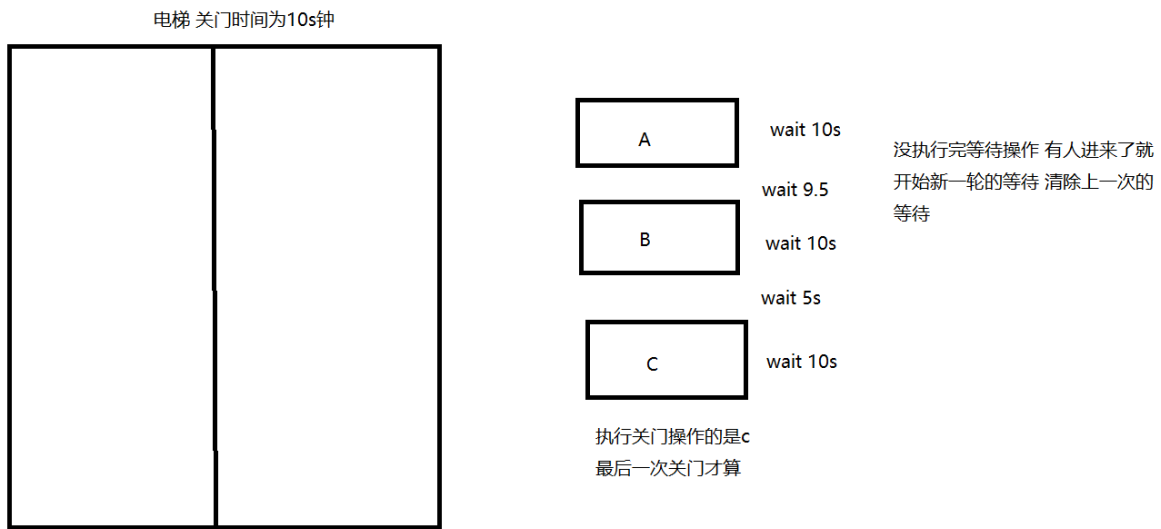 电梯 关门时间为10s钟
A
wait 10s
wait 9.5
B
wait 10s
wait 5s
C
wait 10s
没执行完等待操作 有人进来了就
开始新一轮的等待 清除上一次的
等待
执行关门操作的是c
最后一次关门才算